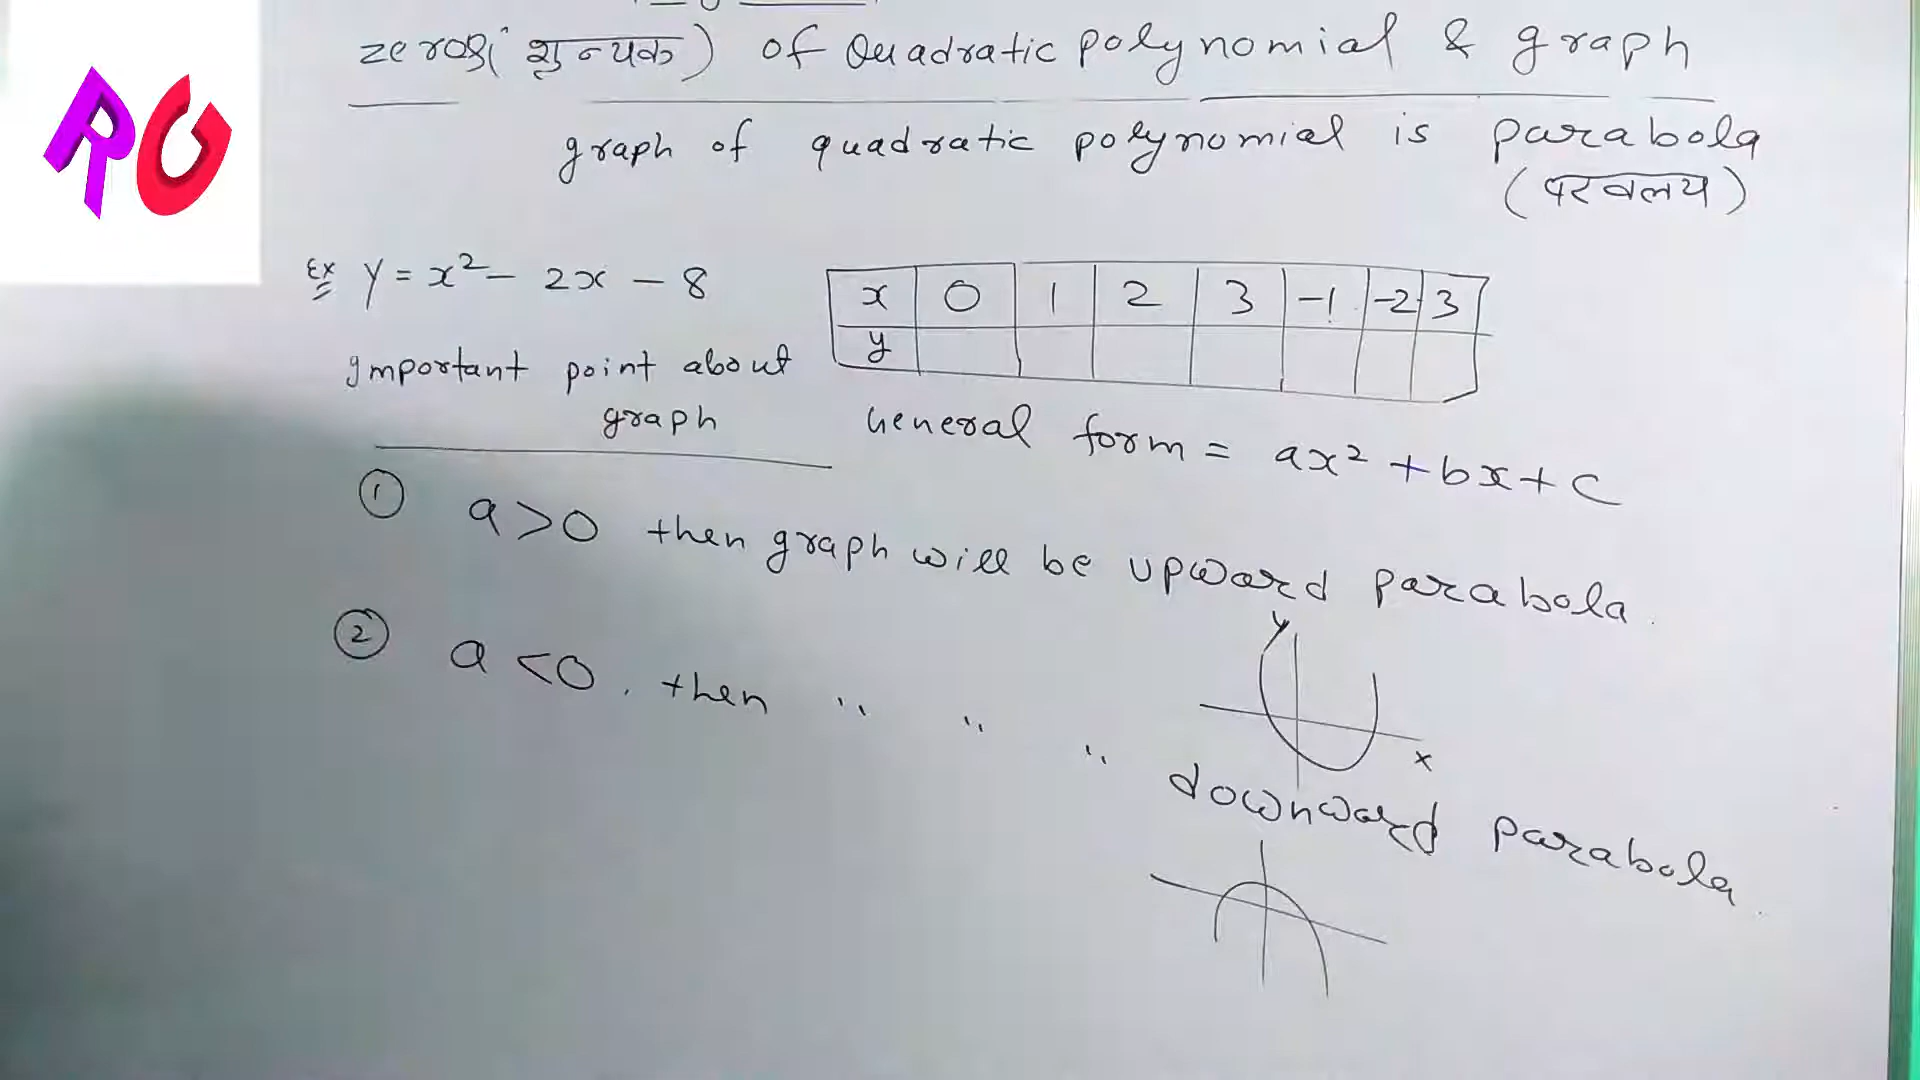 RG
zeros(शून्यक) of Quadratic polynomial & graph
graph of quadratic polynomial is parabola
(परवलय)
Ex y = x² - 2x - 8
x 0 1 2 3 -1 -2 3
y
Important point about
graph
General form = ax² + bx + c
① a > 0 then graph will be upward parabola.
y
x
② a < 0, then " " " downward parabola.